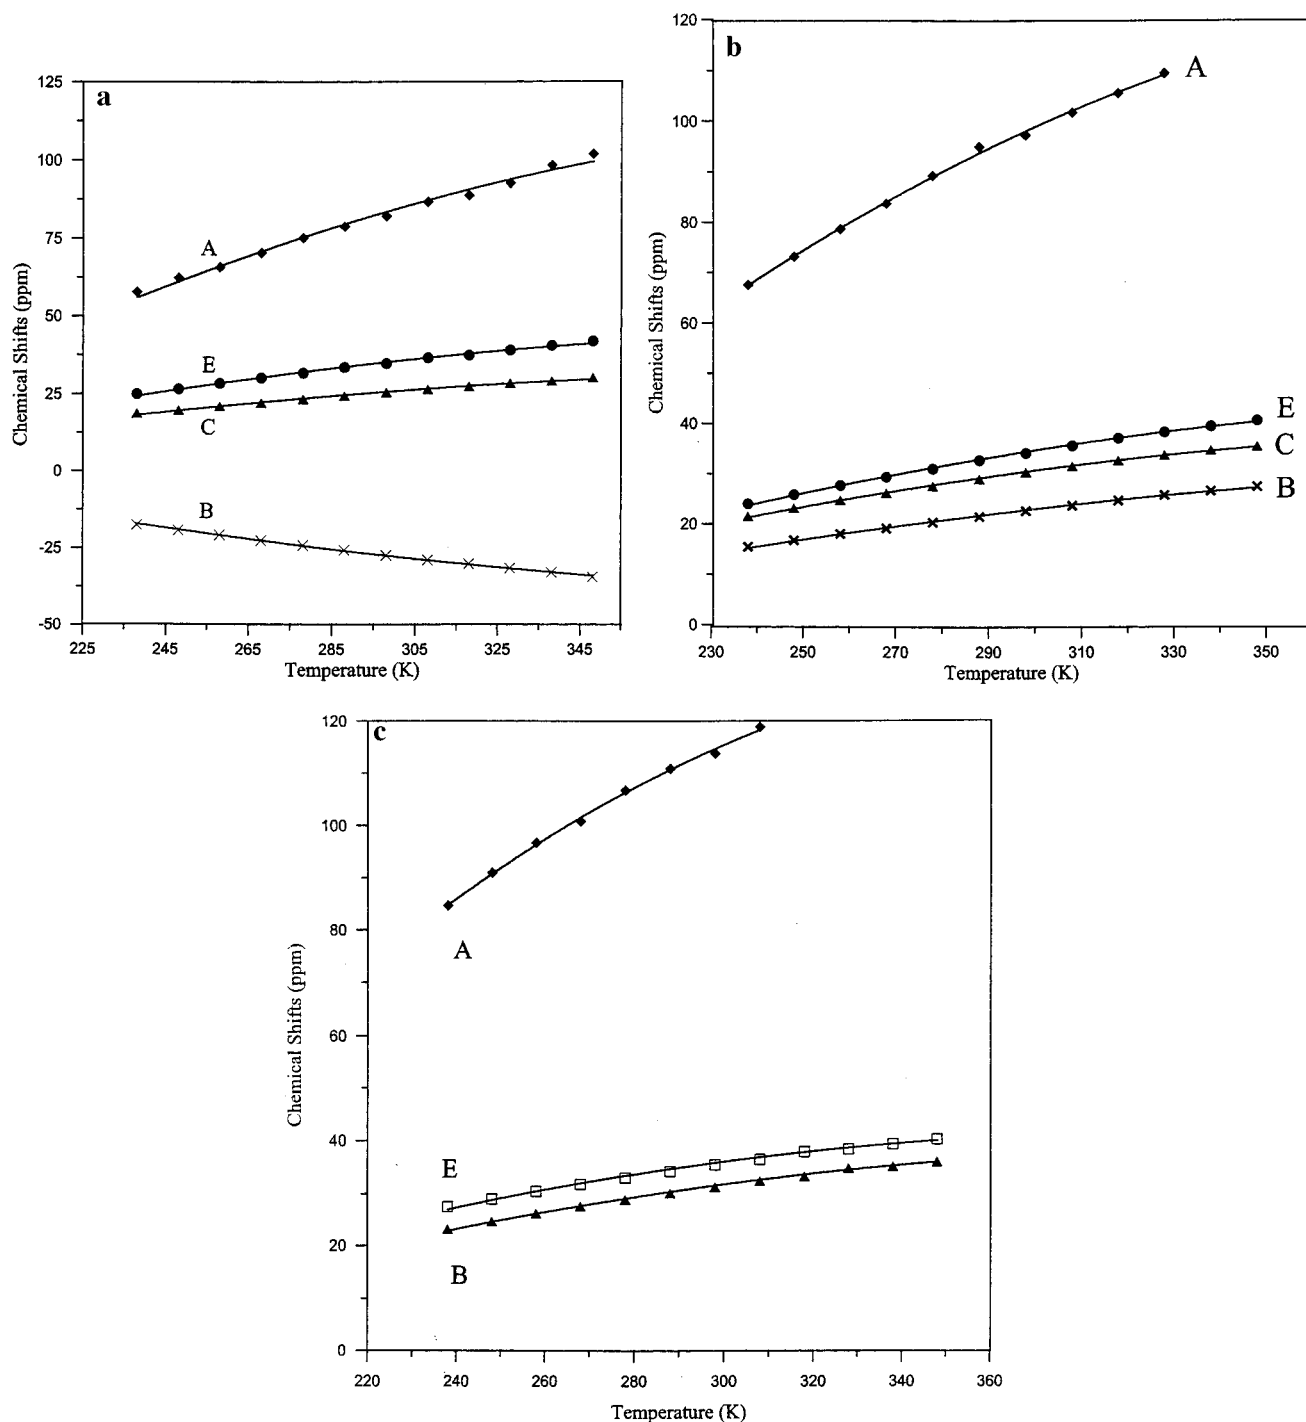 a
125
100
75
50
25
0
-25
-50
Chemical Shifts (ppm)
A
E
C
B
225 245 265 285 305 325 345
Temperature (K)
b
120
100
80
60
40
20
0
Chemical Shifts (ppm)
A
E
C
B
230 250 270 290 310 330 350
Temperature (K)
c
120
100
80
60
40
20
0
Chemical Shifts (ppm)
A
E
B
220 240 260 280 300 320 340 360
Temperature (K)